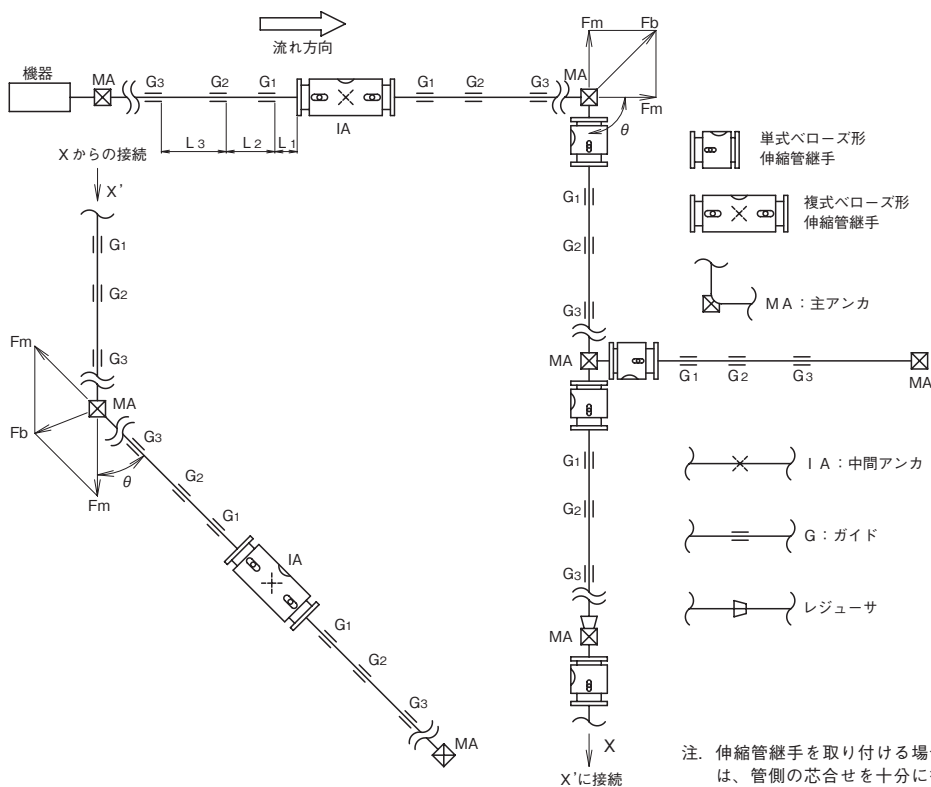 流れ方向
機器
MA
G3
G2
G1
IA
G1
G2
G3
MA
Fm
Fb
Fm
θ
L3
L2
L1
Xからの接続
X'
G1
G2
G3
Fm
MA
Fb
Fm
θ
G3
G2
G1
IA
G1
G2
G3
MA
G1
G2
G3
MA
G1
G2
G3
MA
G1
G2
G3
MA
X
X'に接続
単式ベローズ形
伸縮管継手
複式ベローズ形
伸縮管継手
MA：主アンカ
IA：中間アンカ
G：ガイド
レジューサ
注. 伸縮管継手を取り付ける場
は、管側の芯合せを十分に